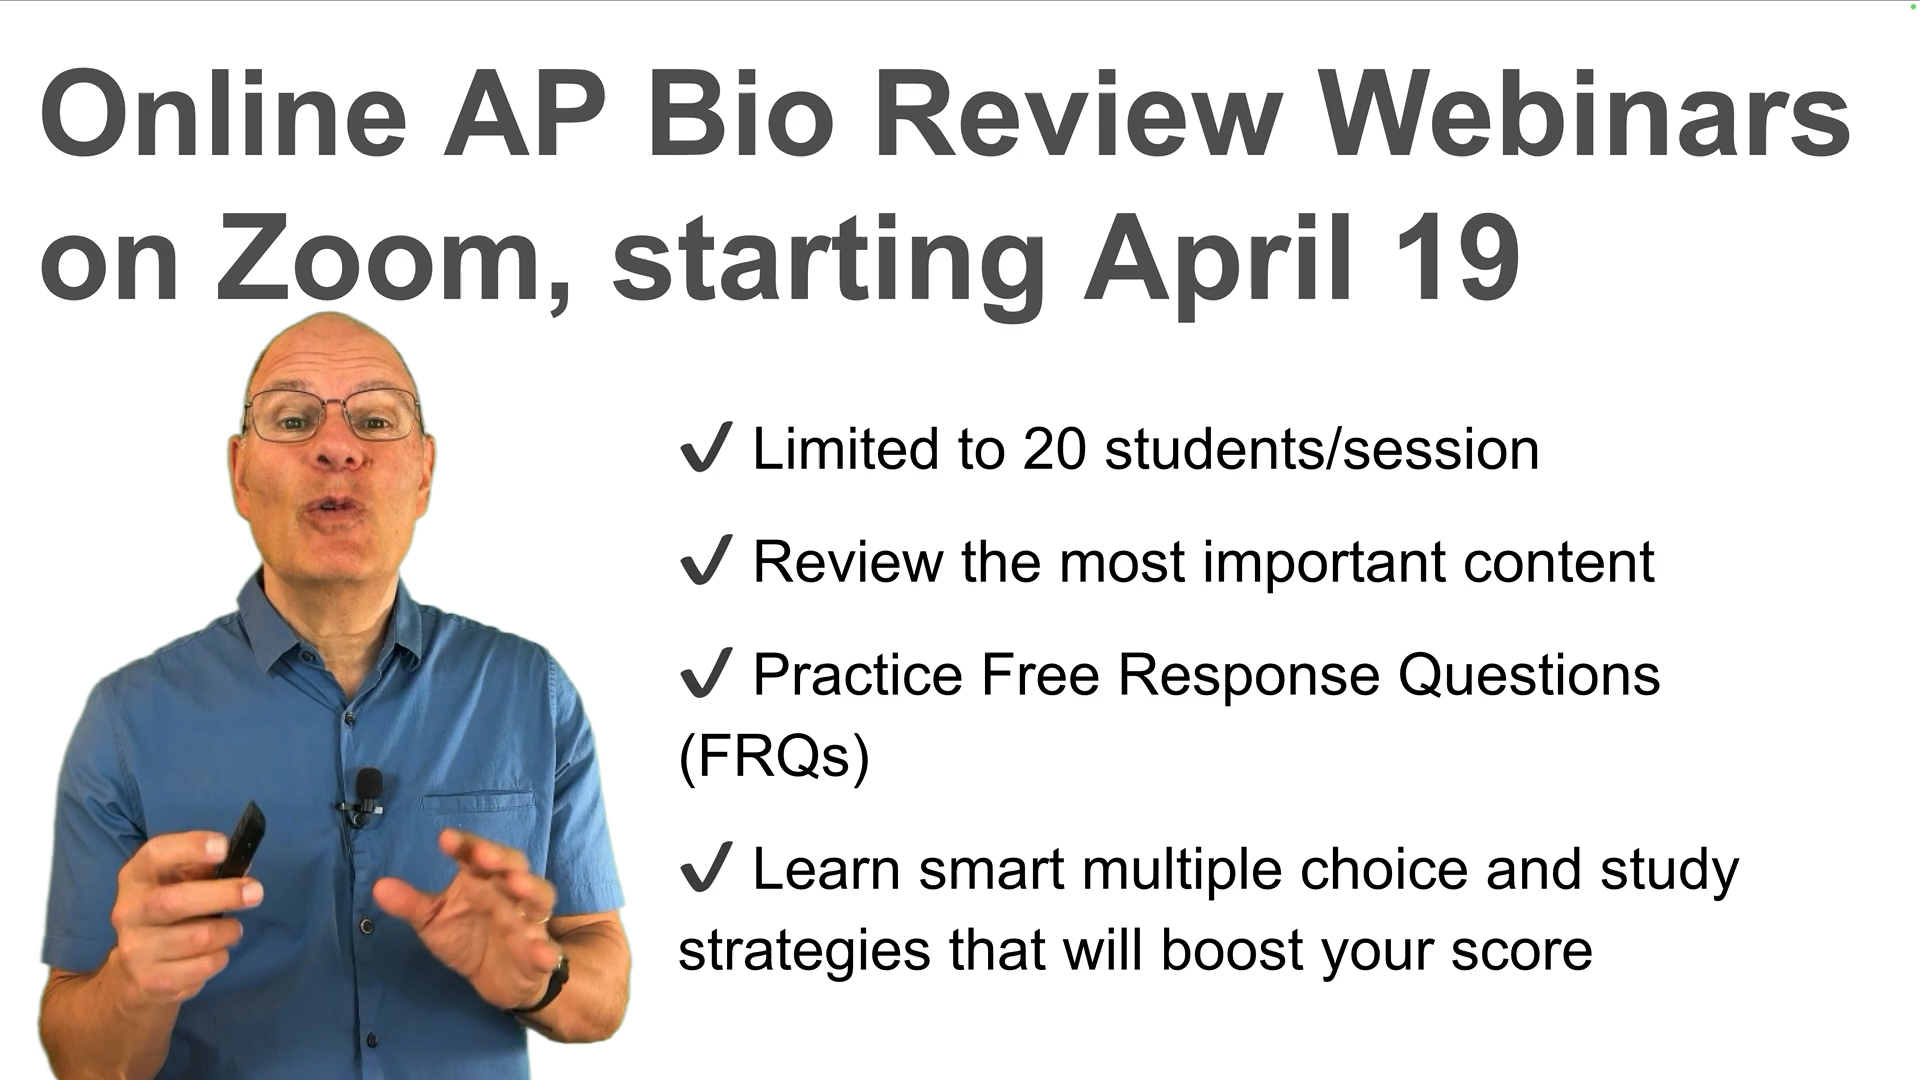 Online AP Bio Review Webinars
on Zoom, starting April 19
✓ Limited to 20 students/session
✓ Review the most important content
✓ Practice Free Response Questions
(FRQs)
✓ Learn smart multiple choice and study
strategies that will boost your score